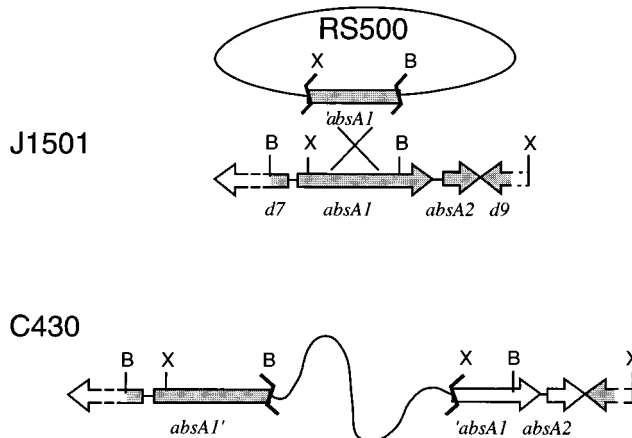 RS500
X B
'absA1
J1501
B X B X
d7 absA1 absA2 d9
C430
B X B X B X
absA1' 'absA1 absA2